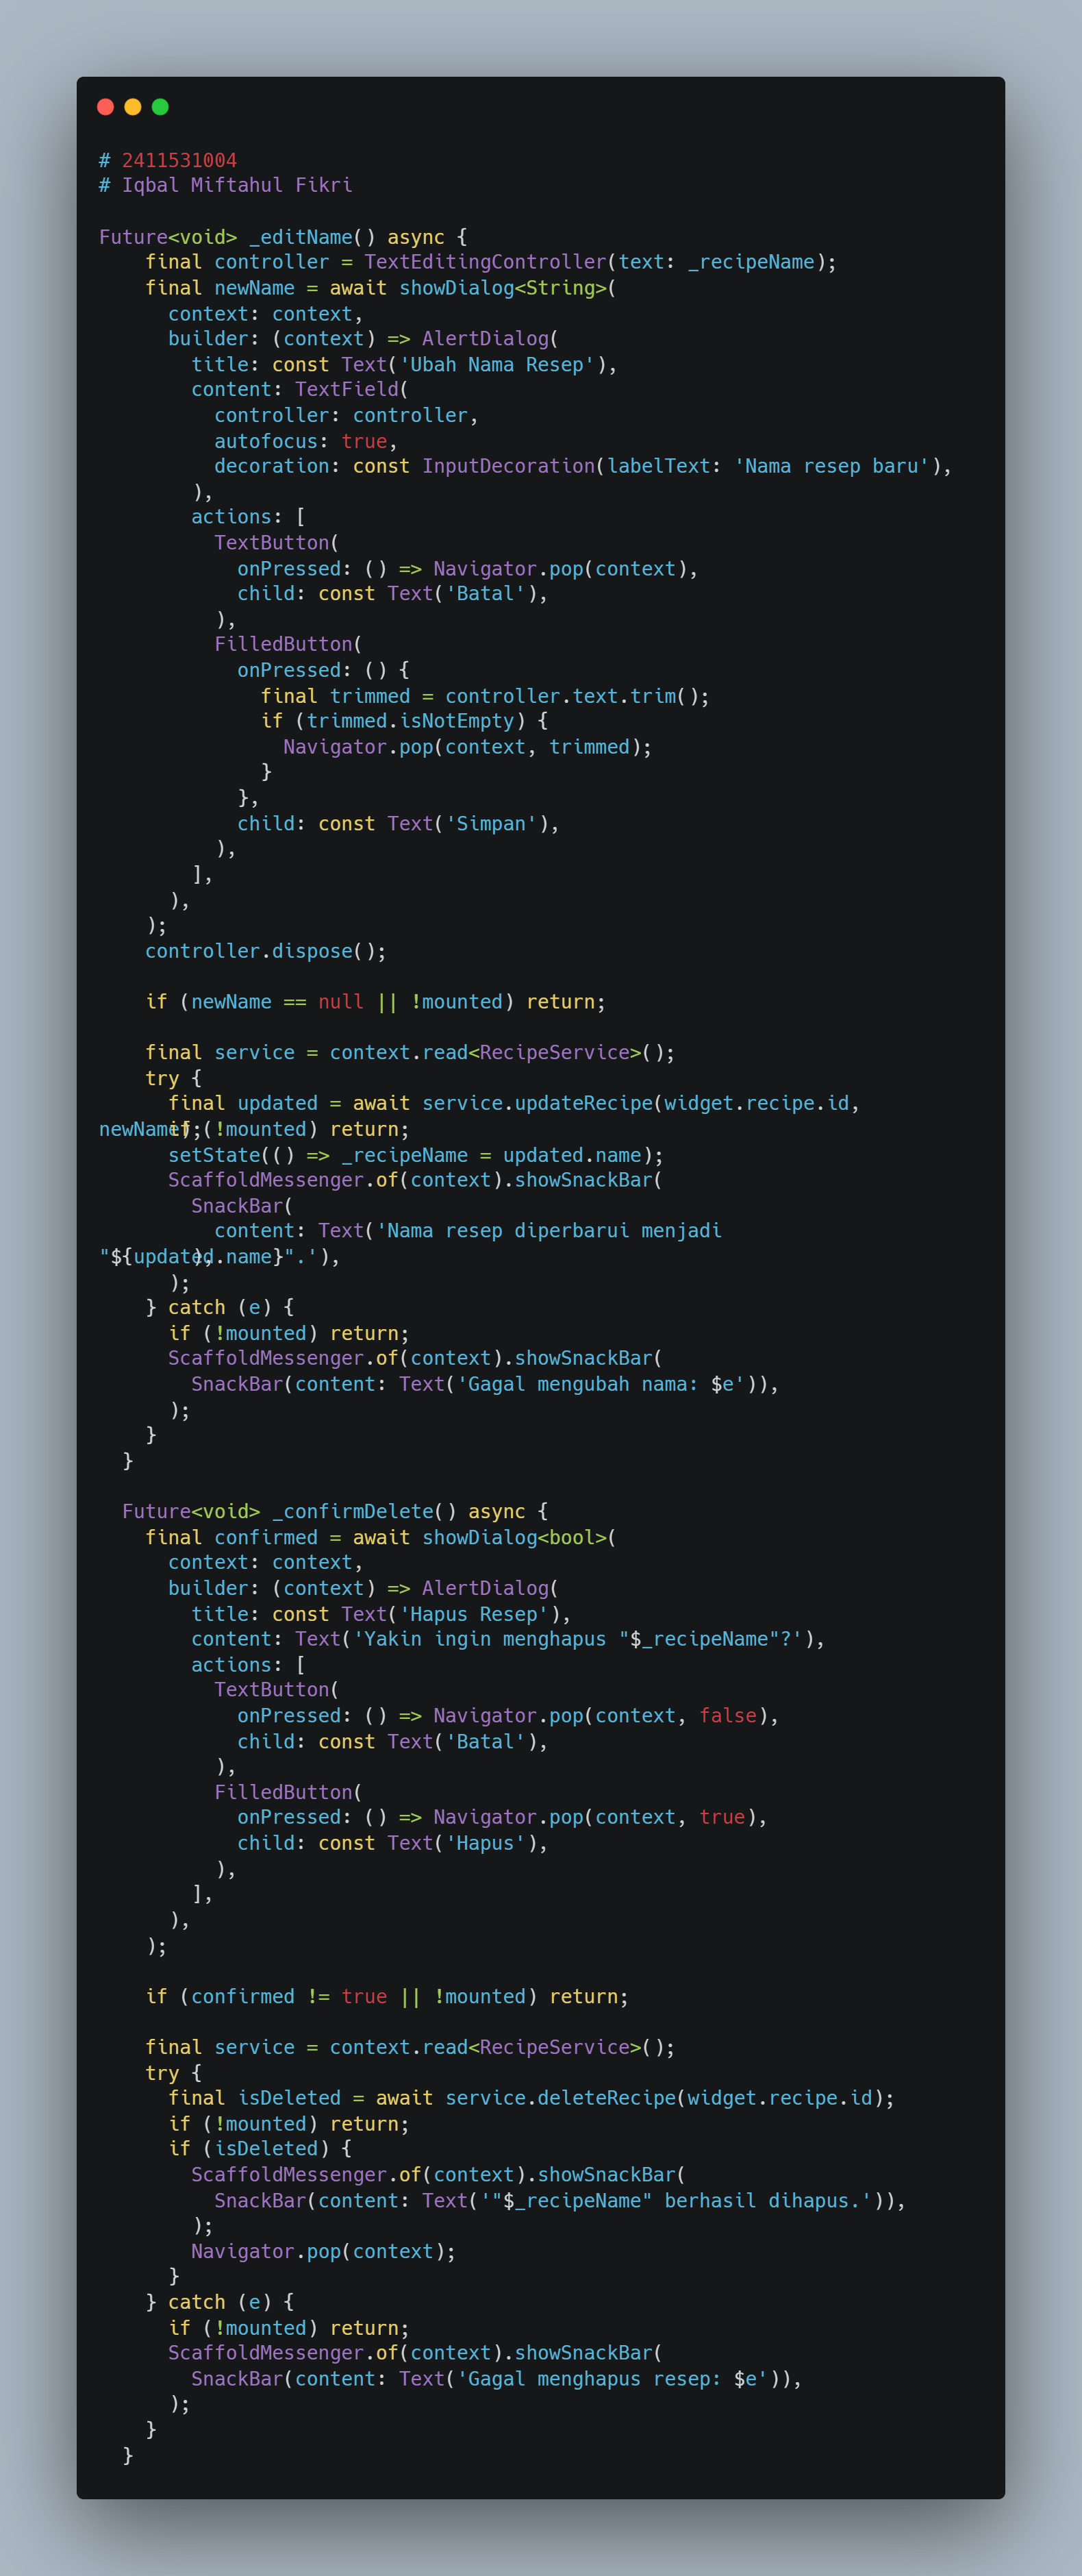 # 2411531004
# Iqbal Miftahul Fikri

Future<void> _editName() async {
    final controller = TextEditingController(text: _recipeName);
    final newName = await showDialog<String>(
      context: context,
      builder: (context) => AlertDialog(
        title: const Text('Ubah Nama Resep'),
        content: TextField(
          controller: controller,
          autofocus: true,
          decoration: const InputDecoration(labelText: 'Nama resep baru'),
        ),
        actions: [
          TextButton(
            onPressed: () => Navigator.pop(context),
            child: const Text('Batal'),
          ),
          FilledButton(
            onPressed: () {
              final trimmed = controller.text.trim();
              if (trimmed.isNotEmpty) {
                Navigator.pop(context, trimmed);
              }
            },
            child: const Text('Simpan'),
          ),
        ],
      ),
    );
    controller.dispose();

    if (newName == null || !mounted) return;

    final service = context.read<RecipeService>();
    try {
      final updated = await service.updateRecipe(widget.recipe.id,
newName);
      if (!mounted) return;
      setState(() => _recipeName = updated.name);
      ScaffoldMessenger.of(context).showSnackBar(
        SnackBar(
          content: Text('Nama resep diperbarui menjadi
"${updated.name}".'),
        ),
      );
    } catch (e) {
      if (!mounted) return;
      ScaffoldMessenger.of(context).showSnackBar(
        SnackBar(content: Text('Gagal mengubah nama: $e')),
      );
    }
  }

  Future<void> _confirmDelete() async {
    final confirmed = await showDialog<bool>(
      context: context,
      builder: (context) => AlertDialog(
        title: const Text('Hapus Resep'),
        content: Text('Yakin ingin menghapus "$_recipeName"?'),
        actions: [
          TextButton(
            onPressed: () => Navigator.pop(context, false),
            child: const Text('Batal'),
          ),
          FilledButton(
            onPressed: () => Navigator.pop(context, true),
            child: const Text('Hapus'),
          ),
        ],
      ),
    );

    if (confirmed != true || !mounted) return;

    final service = context.read<RecipeService>();
    try {
      final isDeleted = await service.deleteRecipe(widget.recipe.id);
      if (!mounted) return;
      if (isDeleted) {
        ScaffoldMessenger.of(context).showSnackBar(
          SnackBar(content: Text('"$_recipeName" berhasil dihapus.')),
        );
        Navigator.pop(context);
      }
    } catch (e) {
      if (!mounted) return;
      ScaffoldMessenger.of(context).showSnackBar(
        SnackBar(content: Text('Gagal menghapus resep: $e')),
      );
    }
  }